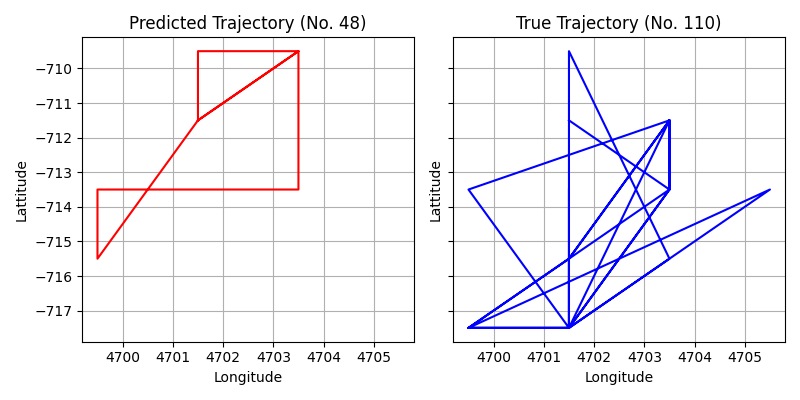 Predicted Trajectory (No. 48)
−710
−711
−712
−713
−714
−715
−716
−717
Lattitude
4700 4701 4702 4703 4704 4705
Longitude
True Trajectory (No. 110)
Lattitude
4700 4701 4702 4703 4704 4705
Longitude